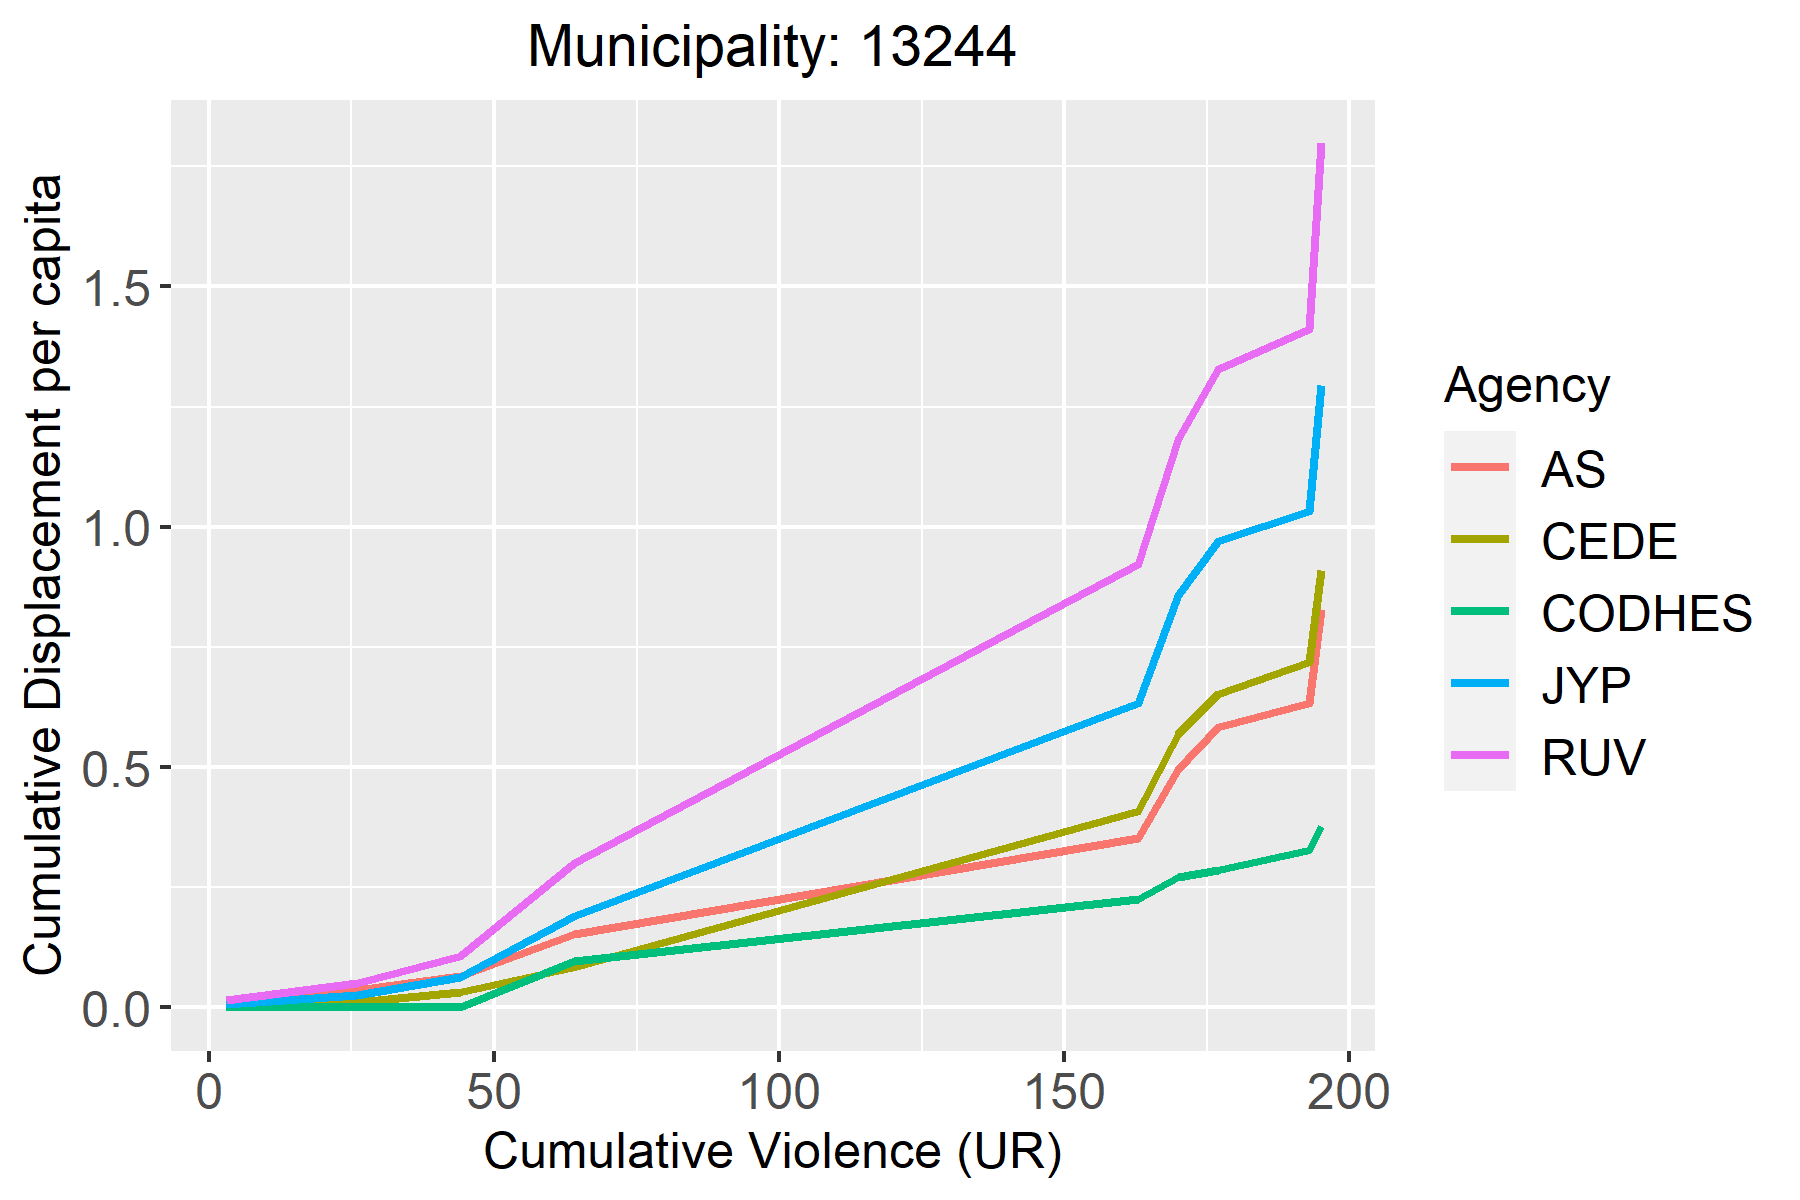 Municipality: 13244
Cumulative Displacement per capita
1.5
1.0
0.5
0.0
0 50 100 150 200
Cumulative Violence (UR)
Agency
AS
CEDE
CODHES
JYP
RUV